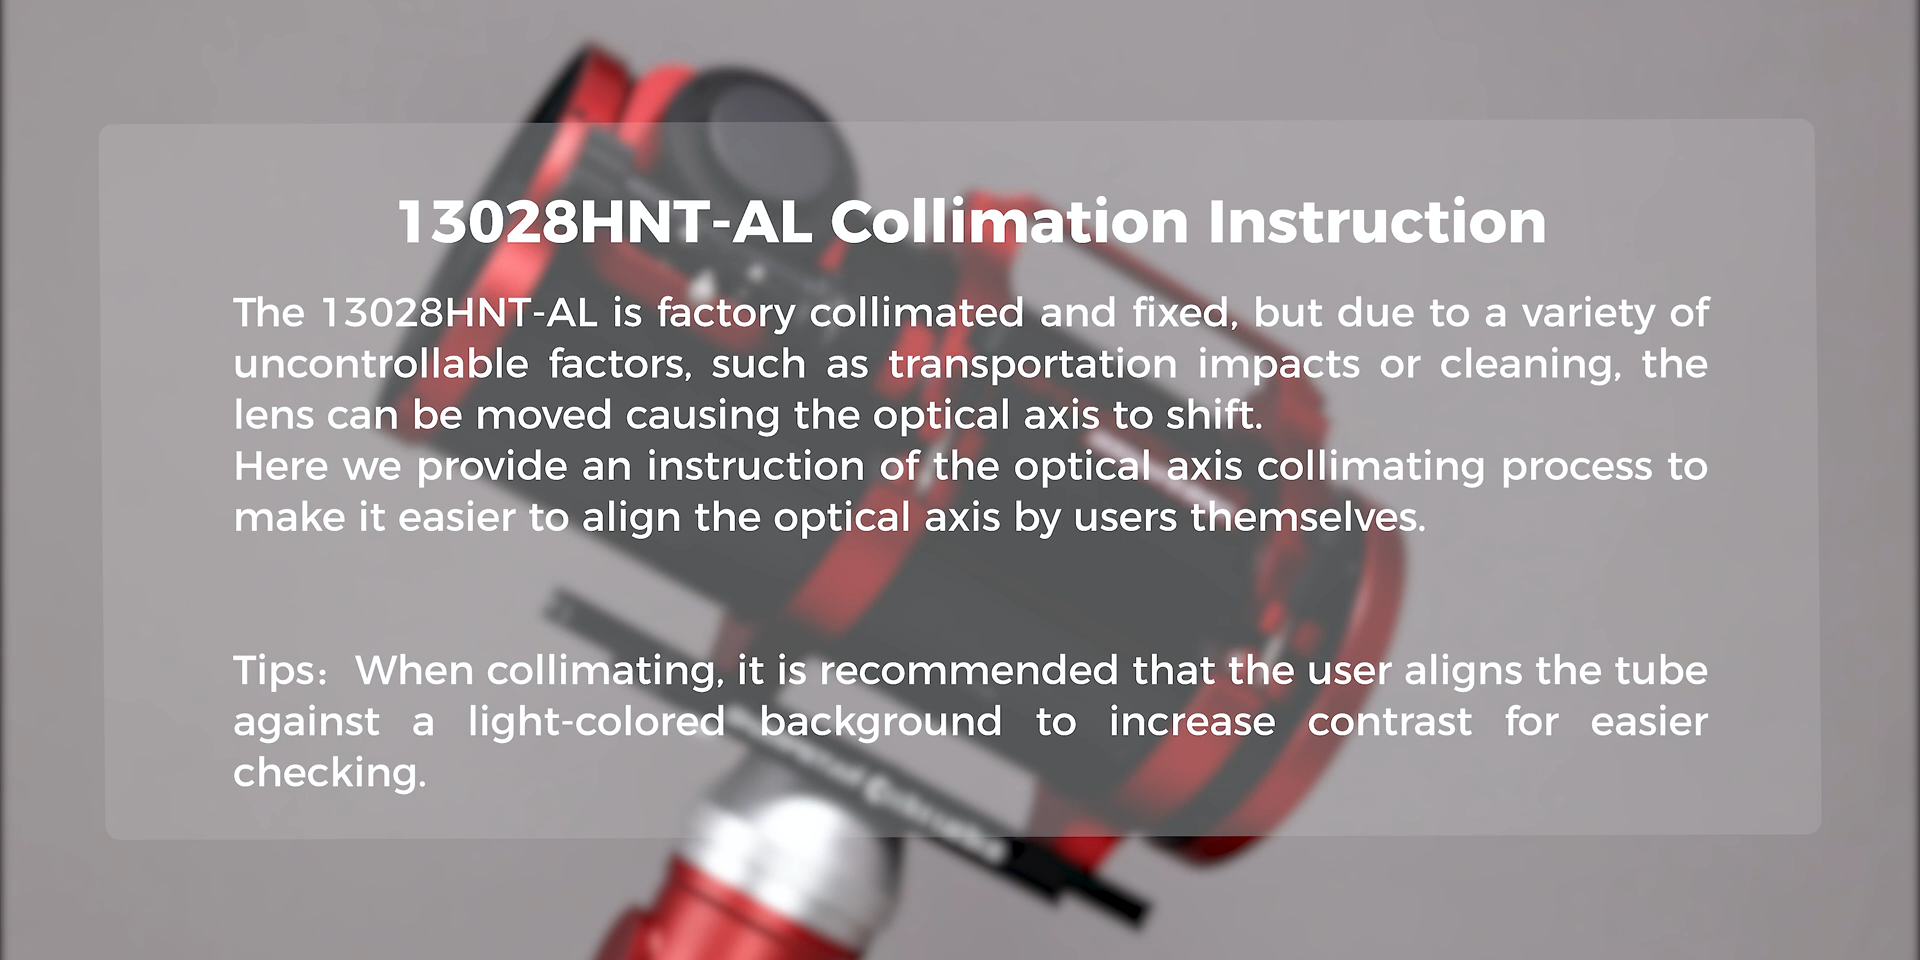 13028HNT-AL Collimation Instruction
The 13028HNT-AL is factory collimated and fixed, but due to a variety of
uncontrollable factors, such as transportation impacts or cleaning, the
lens can be moved causing the optical axis to shift.
Here we provide an instruction of the optical axis collimating process to
make it easier to align the optical axis by users themselves.
Tips: When collimating, it is recommended that the user aligns the tube
against a light-colored background to increase contrast for easier
checking.